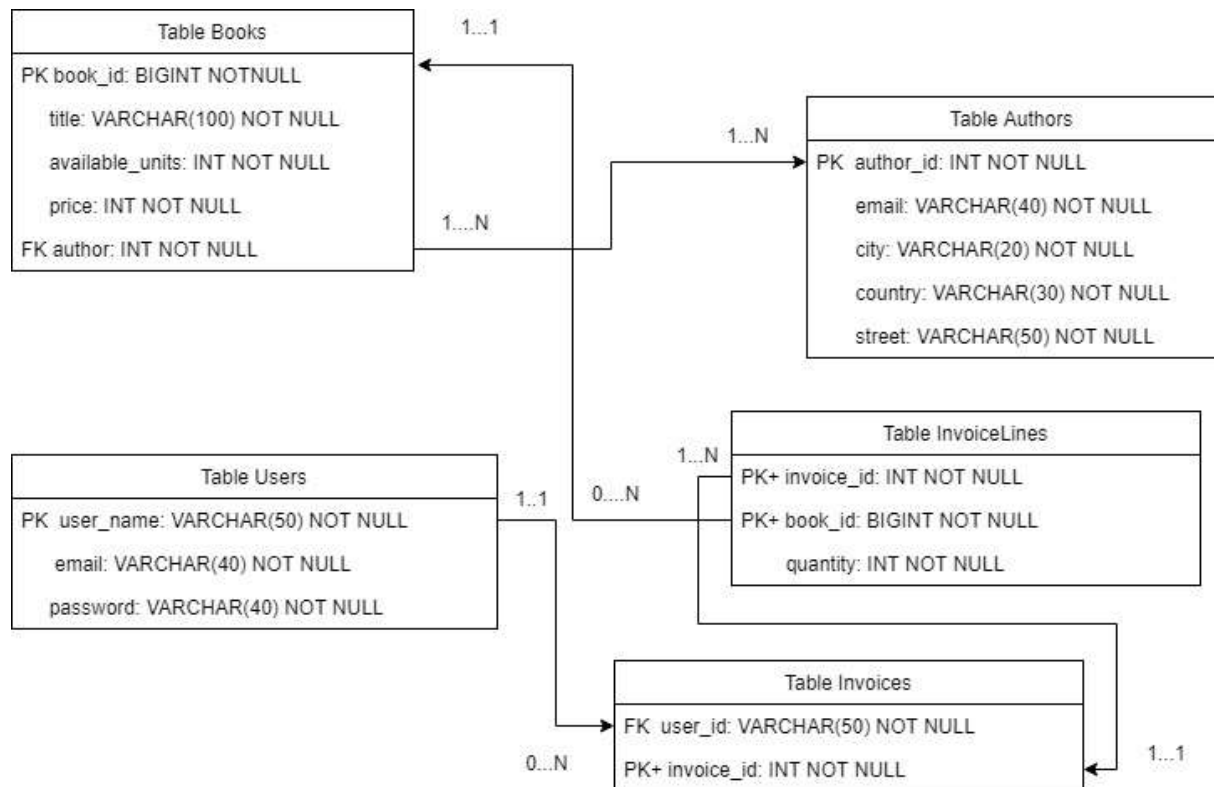 Table Books
PK book_id: BIGINT NOTNULL
title: VARCHAR(100) NOT NULL
available_units: INT NOT NULL
price: INT NOT NULL
FK author: INT NOT NULL
1...1
1....N
1...N
Table Authors
PK author_id: INT NOT NULL
email: VARCHAR(40) NOT NULL
city: VARCHAR(20) NOT NULL
country: VARCHAR(30) NOT NULL
street: VARCHAR(50) NOT NULL
Table Users
PK user_name: VARCHAR(50) NOT NULL
email: VARCHAR(40) NOT NULL
password: VARCHAR(40) NOT NULL
1..1
0....N
1...N
Table InvoiceLines
PK+ invoice_id: INT NOT NULL
PK+ book_id: BIGINT NOT NULL
quantity: INT NOT NULL
Table Invoices
FK user_id: VARCHAR(50) NOT NULL
PK+ invoice_id: INT NOT NULL
0...N
1...1